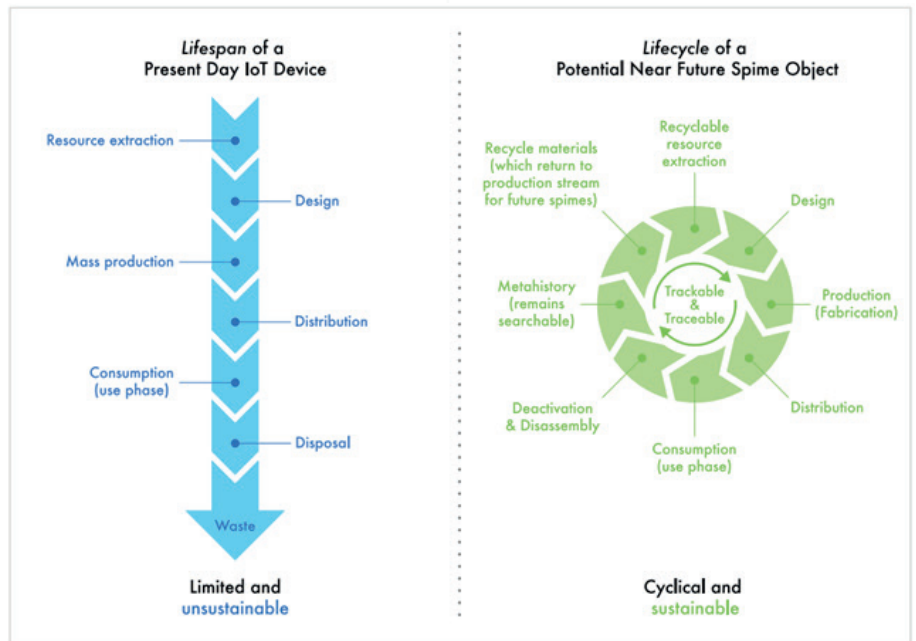 Lifespan of a
Present Day IoT Device
Resource extraction
Design
Mass production
Distribution
Consumption
(use phase)
Disposal
Waste
Limited and
unsustainable
Lifecycle of a
Potential Near Future Spime Object
Recyclable
resource
extraction
Design
Production
(Fabrication)
Distribution
Consumption
(use phase)
Deactivation
& Disassembly
Metahistory
(remains
searchable)
Recycle materials
(which return to
production stream
for future spimes)
Trackable
&
Traceable
Cyclical and
sustainable